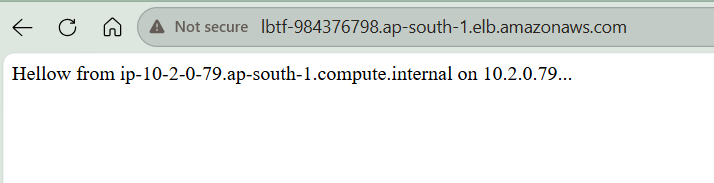 Not secure lbtf-984376798.ap-south-1.elb.amazonaws.com
Hellow from ip-10-2-0-79.ap-south-1.compute.internal on 10.2.0.79...